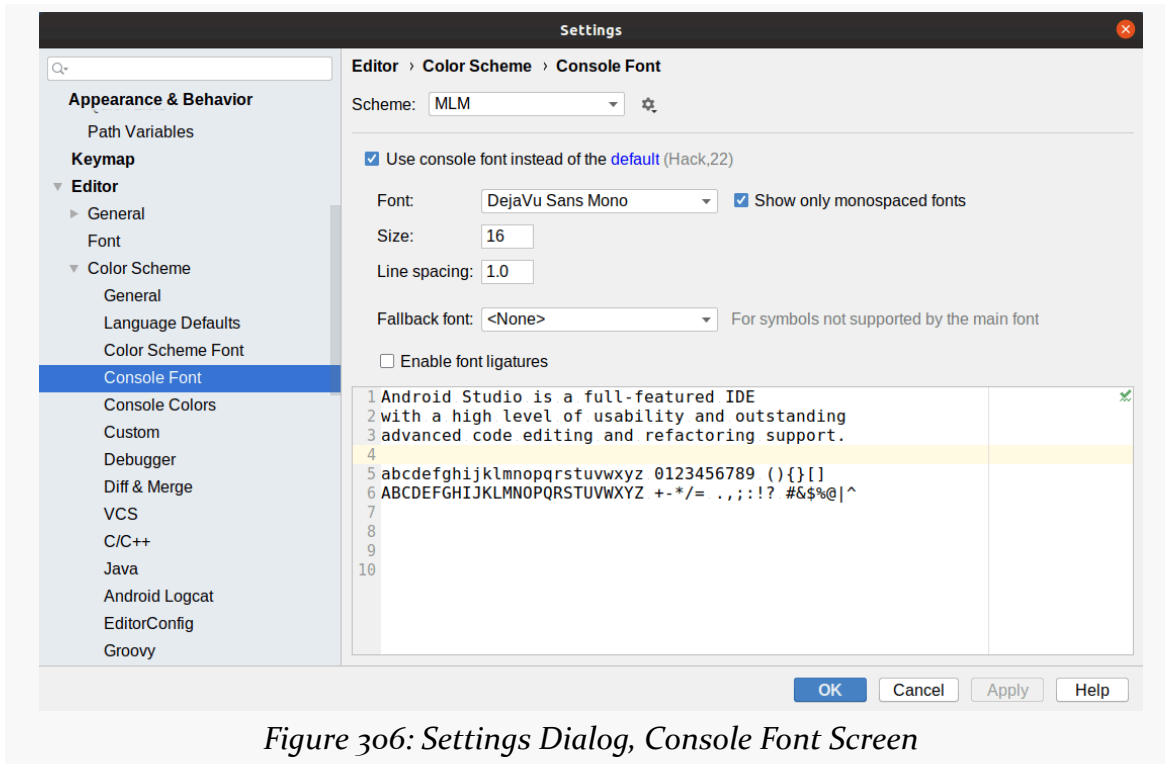 Settings
Appearance & Behavior
Path Variables
Keymap
Editor
General
Font
Color Scheme
General
Language Defaults
Color Scheme Font
Console Font
Console Colors
Custom
Debugger
Diff & Merge
VCS
C/C++
Java
Android Logcat
EditorConfig
Groovy
Editor › Color Scheme › Console Font
Scheme: MLM
Use console font instead of the default (Hack,22)
Font: DejaVu Sans Mono Show only monospaced fonts
Size: 16
Line spacing: 1.0
Fallback font: <None> For symbols not supported by the main font
Enable font ligatures
1 Android Studio is a full-featured IDE
2 with a high level of usability and outstanding
3 advanced code editing and refactoring support.
4
5 abcdefghijklmnopqrstuvwxyz 0123456789 (){}[]
6 ABCDEFGHIJKLMNOPQRSTUVWXYZ +-*/= .,;:!? #&$%@|^
7
8
9
10
OK Cancel Apply Help
Figure 306: Settings Dialog, Console Font Screen